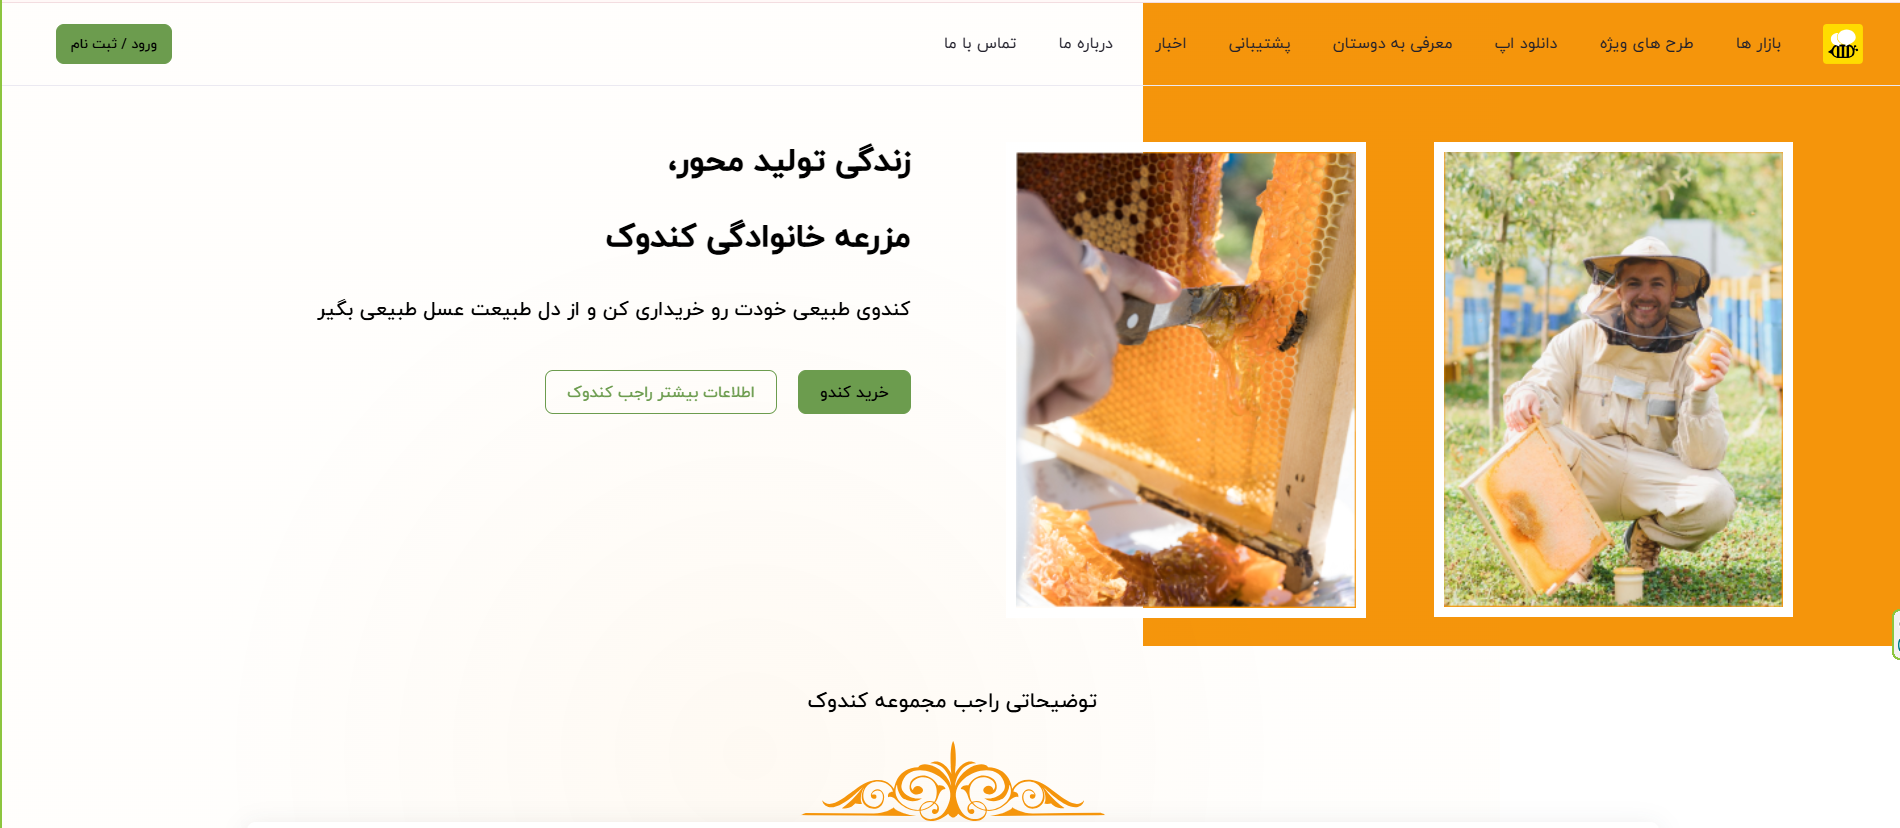 بازار ها
طرح های ویژه
دانلود اپ
معرفی به دوستان
پشتیبانی
اخبار
درباره ما
تماس با ما
ورود / ثبت نام
زندگی تولید محور،
مزرعه خانوادگی کندوک
کندوی طبیعی خودت رو خریداری کن و از دل طبیعت عسل طبیعی بگیر
خرید کندو
اطلاعات بیشتر راجب کندوک
توضیحاتی راجب مجموعه کندوک